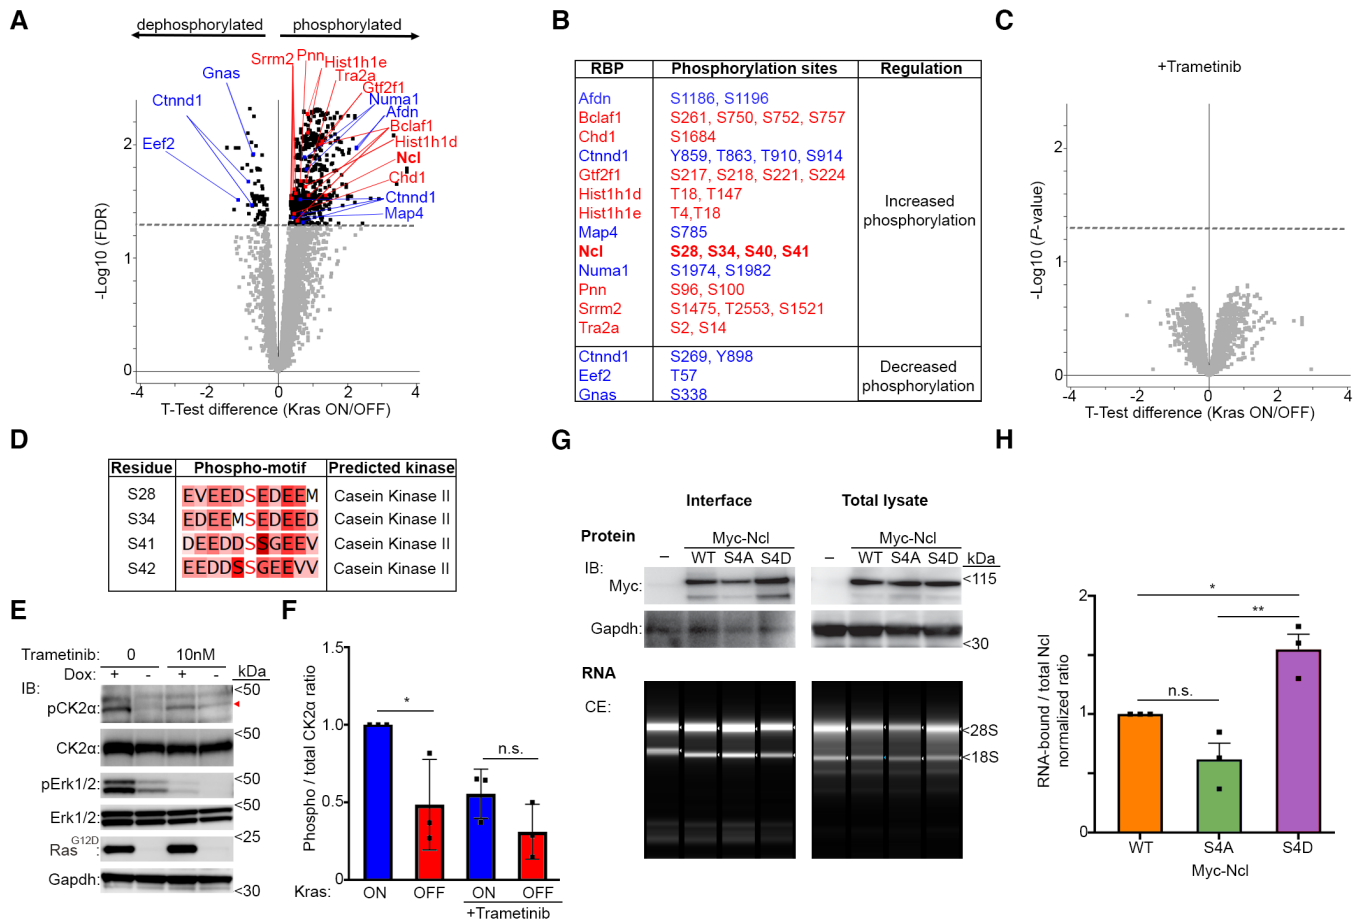 A
dephosphorylated
phosphorylated
Srrm2
Pnn
Hist1h1e
Tra2a
Gtf2f1
Gnas
Numa1
Ctnnd1
Afdn
Bclaf1
Eef2
Hist1h1d
Ncl
Chd1
Ctnnd1
Map4
2
1
0
-Log10 (FDR)
-4 -2 0 2 4
T-Test difference (Kras ON/OFF)
B
RBP Phosphorylation sites Regulation
Afdn S1186, S1196
Bclaf1 S261, S750, S752, S757
Chd1 S1684
Ctnnd1 Y859, T863, T910, S914
Gtf2f1 S217, S218, S221, S224
Hist1h1d T18, T147
Hist1h1e T4,T18
Map4 S785
Ncl S28, S34, S40, S41
Numa1 S1974, S1982
Pnn S96, S100
Srrm2 S1475, T2553, S1521
Tra2a S2, S14
Increased
phosphorylation
Ctnnd1 S269, Y898
Eef2 T57
Gnas S338
Decreased
phosphorylation
C
+Trametinib
2
1
0
-Log10 (P-value)
-4 -2 0 2 4
T-Test difference (Kras ON/OFF)
D
Residue Phospho-motif Predicted kinase
S28 EVEEDSEDEEM Casein Kinase II
S34 EDEEMSEDEED Casein Kinase II
S41 DEEDDSSGEEV Casein Kinase II
S42 EEDDSSGEEVV Casein Kinase II
E
Trametinib: 0 10nM
Dox: + - + - kDa
IB:
<50
pCK2α:
<50
CK2α:
pErk1/2: <50
<50
Erk1/2:
<25
Ras G12D :
Gapdh:
<30
F
1.5
1.0
0.5
0
Phospho / total CK2α ratio
*
n.s.
Kras: ON OFF ON OFF
+Trametinib
G
Interface Total lysate
Protein Myc-Ncl Myc-Ncl
IB: – WT S4A S4D – WT S4A S4D kDa
Myc: <115
Gapdh:
<30
RNA
CE:
<28S
<18S
H
2
1
0
RNA-bound / total Ncl
normalized ratio
*
**
n.s.
WT S4A S4D
Myc-Ncl